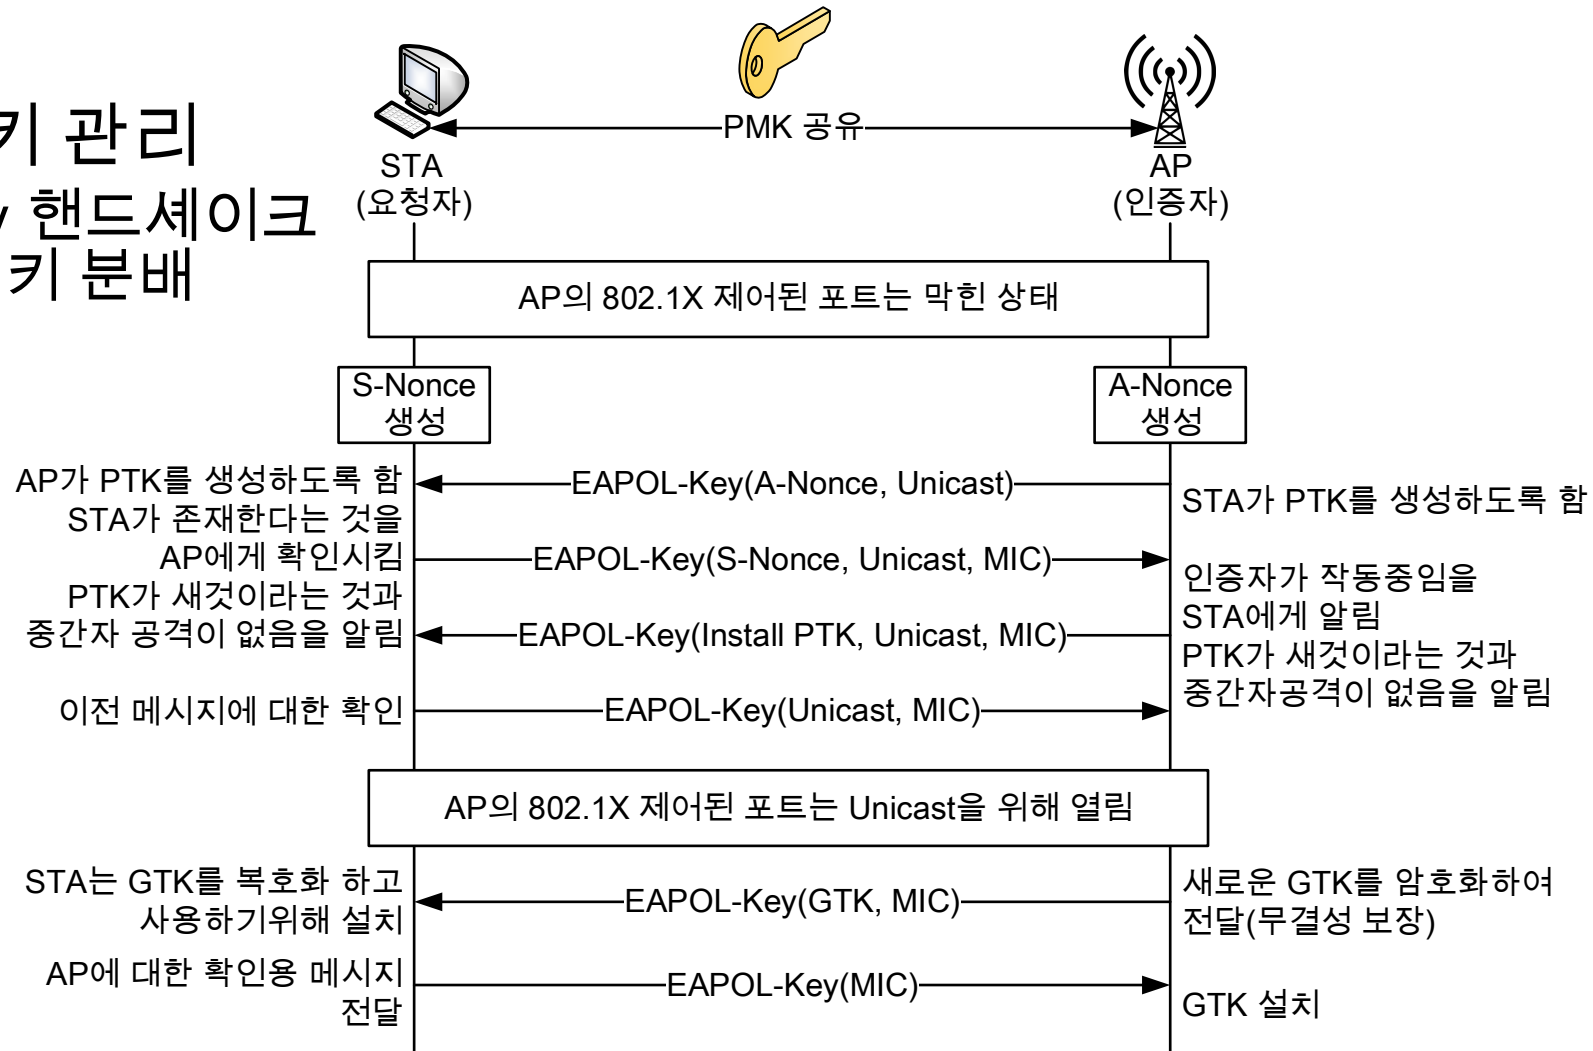 키 관리
핸드셰이크
키 분배
PMK 공유
STA
(요청자)
AP
(인증자)
AP의 802.1X 제어된 포트는 막힌 상태
S-Nonce
생성
A-Nonce
생성
AP가 PTK를 생성하도록 함
EAPOL-Key(A-Nonce, Unicast)
STA가 PTK를 생성하도록 함
STA가 존재한다는 것을
AP에게 확인시킴
EAPOL-Key(S-Nonce, Unicast, MIC)
인증자가 작동중임을
STA에게 알림
PTK가 새것이라는 것과
중간자 공격이 없음을 알림
EAPOL-Key(Install PTK, Unicast, MIC)
PTK가 새것이라는 것과
중간자공격이 없음을 알림
이전 메시지에 대한 확인
EAPOL-Key(Unicast, MIC)
AP의 802.1X 제어된 포트는 Unicast을 위해 열림
STA는 GTK를 복호화 하고
사용하기위해 설치
EAPOL-Key(GTK, MIC)
새로운 GTK를 암호화하여
전달(무결성 보장)
AP에 대한 확인용 메시지
전달
EAPOL-Key(MIC)
GTK 설치